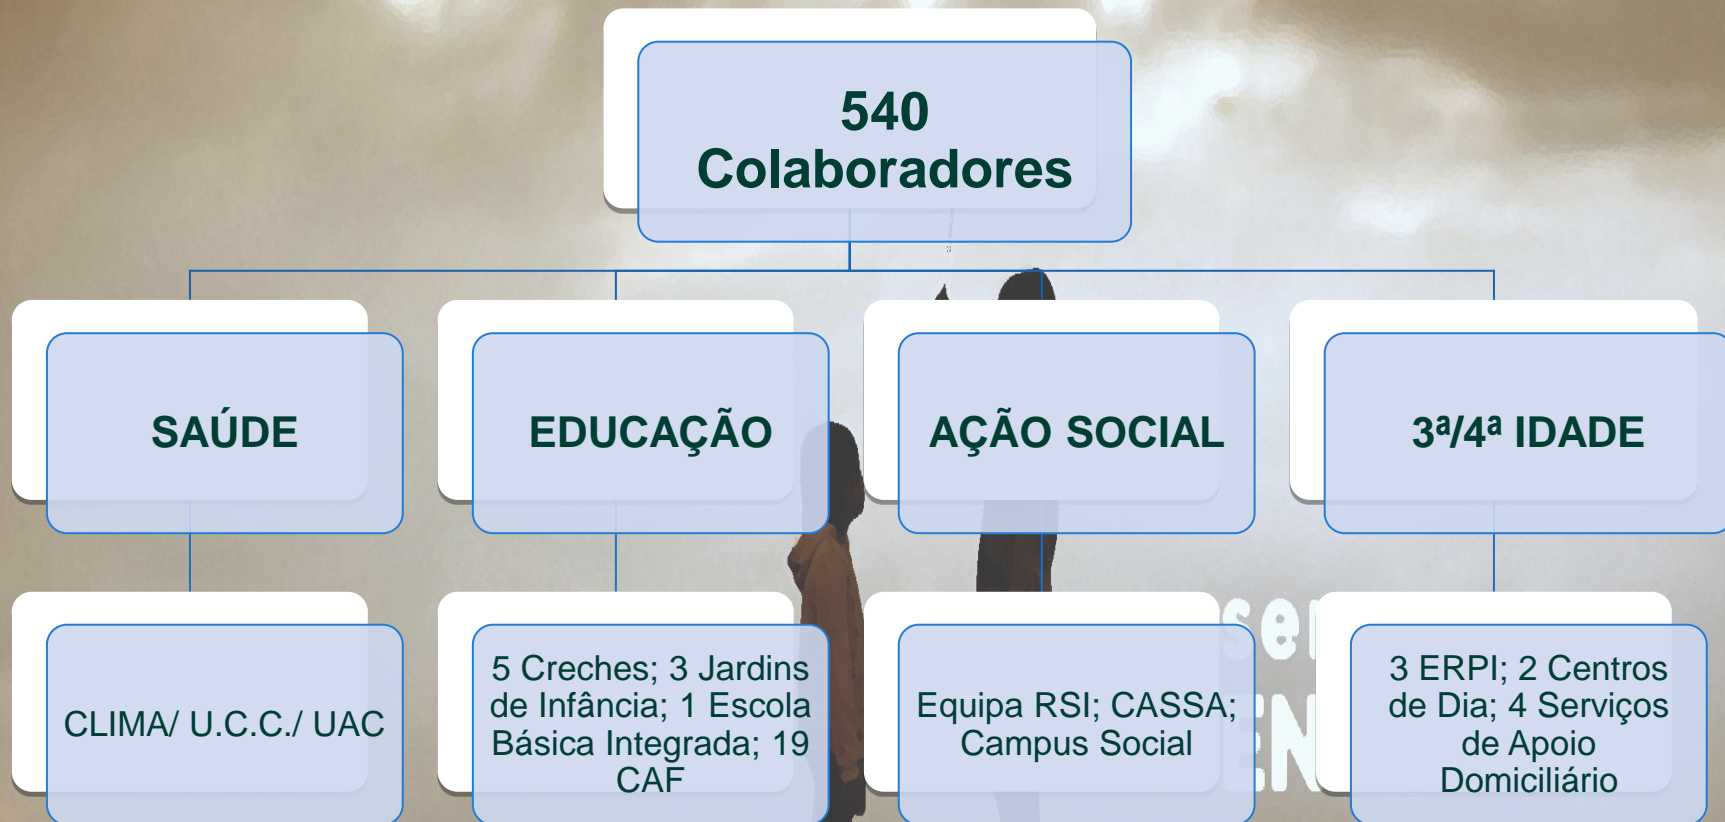 540
Colaboradores
SAÚDE
EDUCAÇÃO
AÇÃO SOCIAL
3ª/4ª IDADE
CLIMA/ U.C.C./ UAC
5 Creches; 3 Jardins
de Infância; 1 Escola
Básica Integrada; 19
CAF
Equipa RSI; CASSA;
Campus Social
3 ERPI; 2 Centros
de Dia; 4 Serviços
de Apoio
Domiciliário